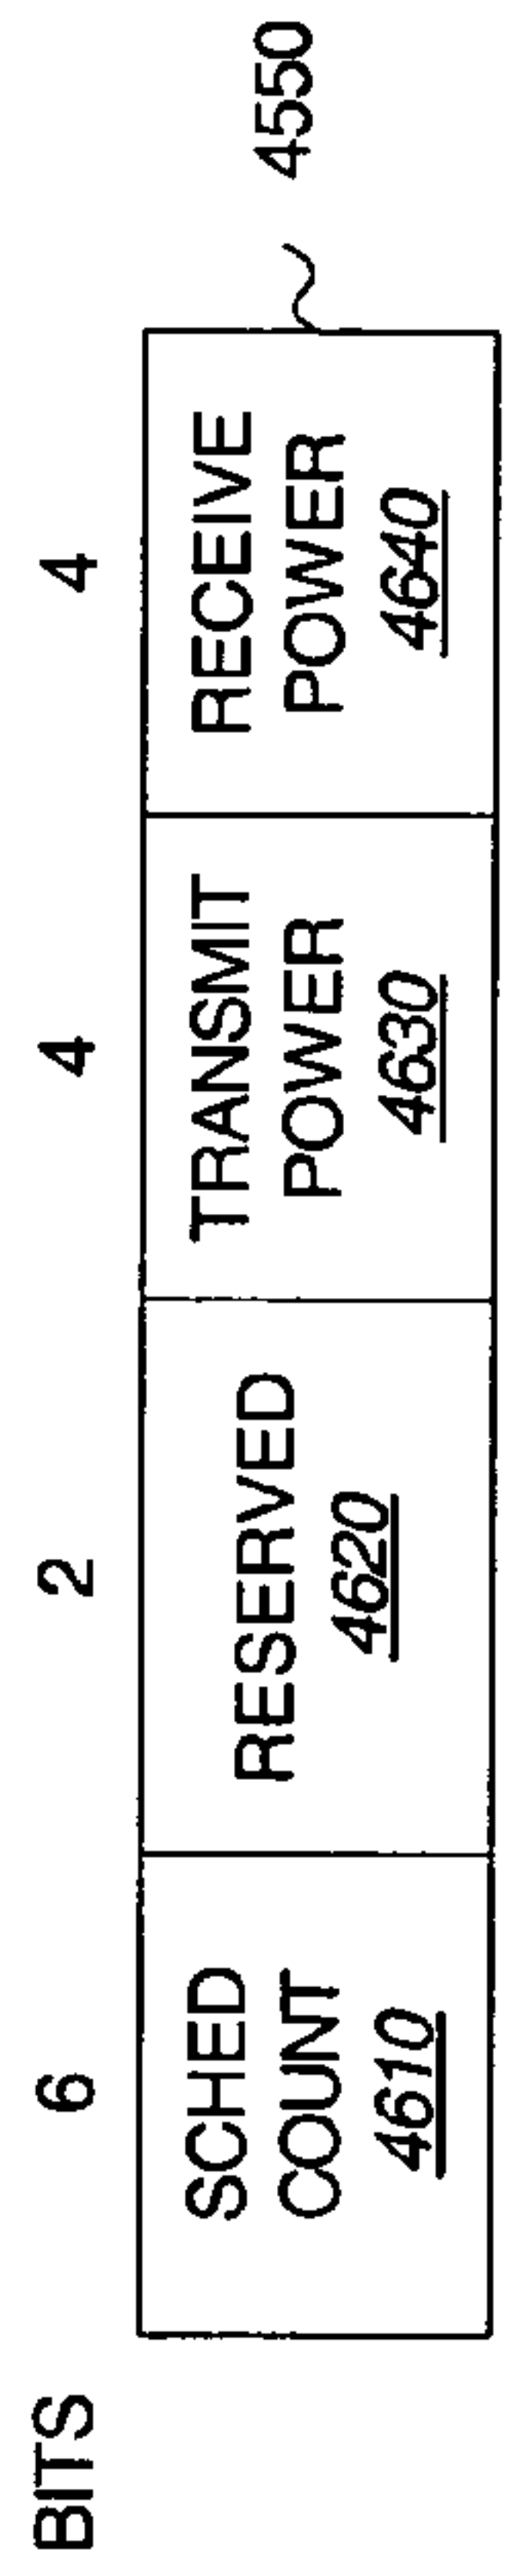 BITS 6 2 4 4
SCHED
COUNT
4610
RESERVED
4620
TRANSMIT
POWER
4630
RECEIVE
POWER
4640
4550